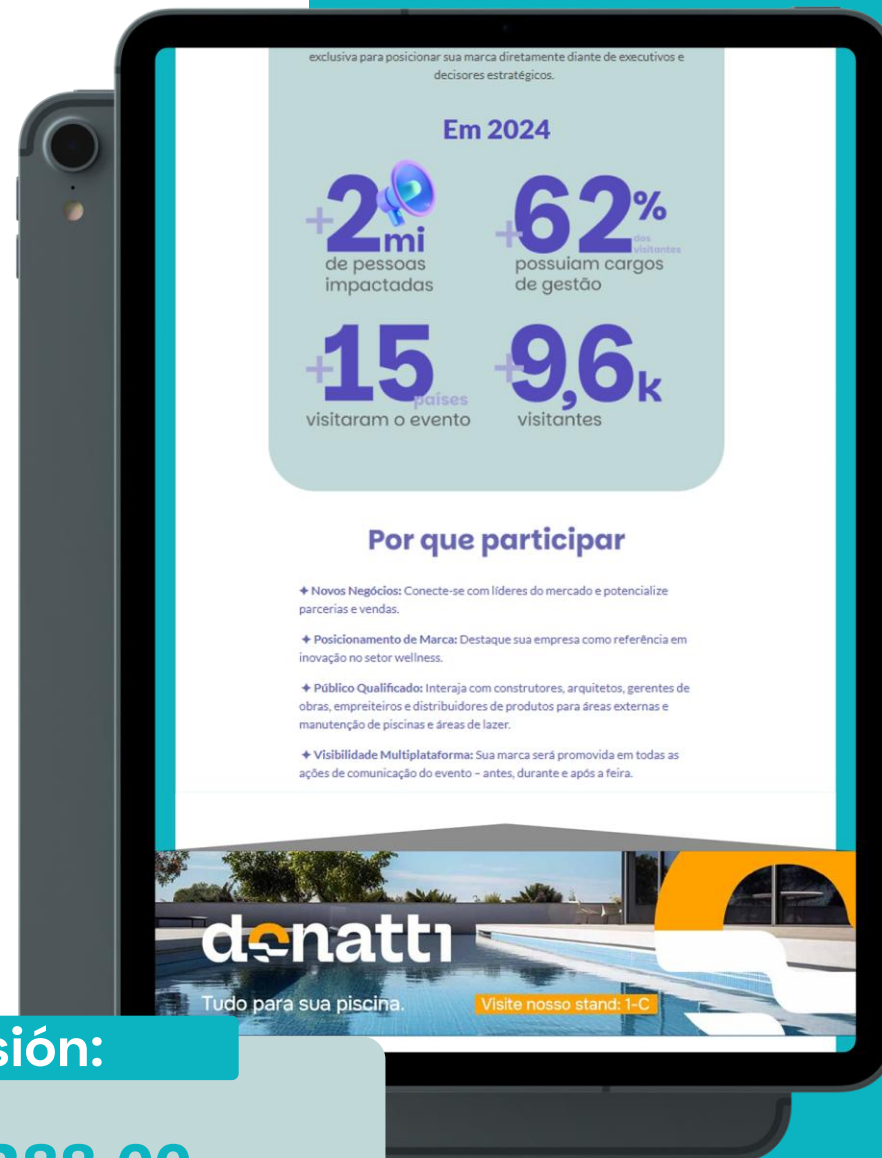 exclusiva para posicionar sua marca diretamente diante de executivos e
decisores estratégicos.
Em 2024
+2mi
de pessoas
impactadas
+62% dos visitantes
possuiam cargos
de gestão
+15 países
visitaram o evento
+9,6k
visitantes
Por que participar
✦ Novos Negócios: Conecte-se com líderes do mercado e potencialize
parcerias e vendas.
✦ Posicionamento de Marca: Destaque sua empresa como referência em
inovação no setor wellness.
✦ Público Qualificado: Interaja com construtores, arquitetos, gerentes de
obras, empreiteiros e distribuidores de produtos para áreas externas e
manutenção de piscinas e áreas de lazer.
✦ Visibilidade Multiplataforma: Sua marca será promovida em todas as
ações de comunicação do evento – antes, durante e após a feira.
donatti
Tudo para sua piscina.
Visite nosso stand: 1-C
sión: